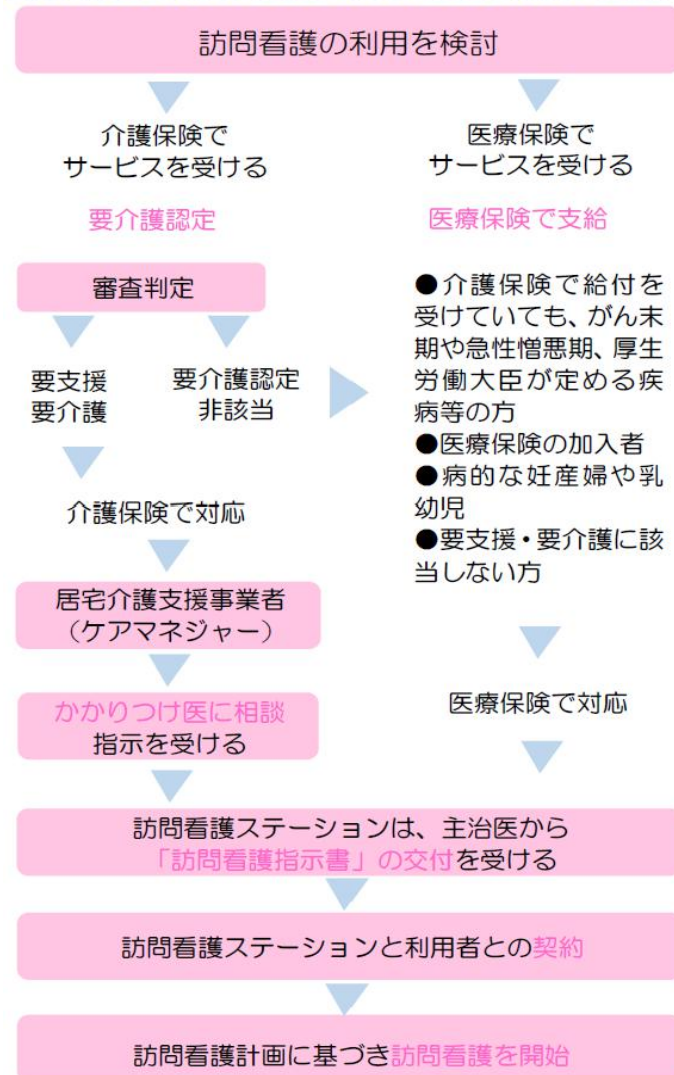 訪問看護の利用を検討
介護保険で
サービスを受ける
要介護認定
審査判定
要支援
要介護
要介護認定
非該当
介護保険で対応
居宅介護支援事業者
（ケアマネジャー）
かかりつけ医に相談
指示を受ける
医療保険で
サービスを受ける
医療保険で支給
●介護保険で給付を
受けていても、がん末
期や急性憎悪期、厚生
労働大臣が定める疾
病等の方
●医療保険の加入者
●病的な妊産婦や乳
幼児
●要支援・要介護に該
当しない方
医療保険で対応
訪問看護ステーションは、主治医から
「訪問看護指示書」の交付を受ける
訪問看護ステーションと利用者との契約
訪問看護計画に基づき訪問看護を開始